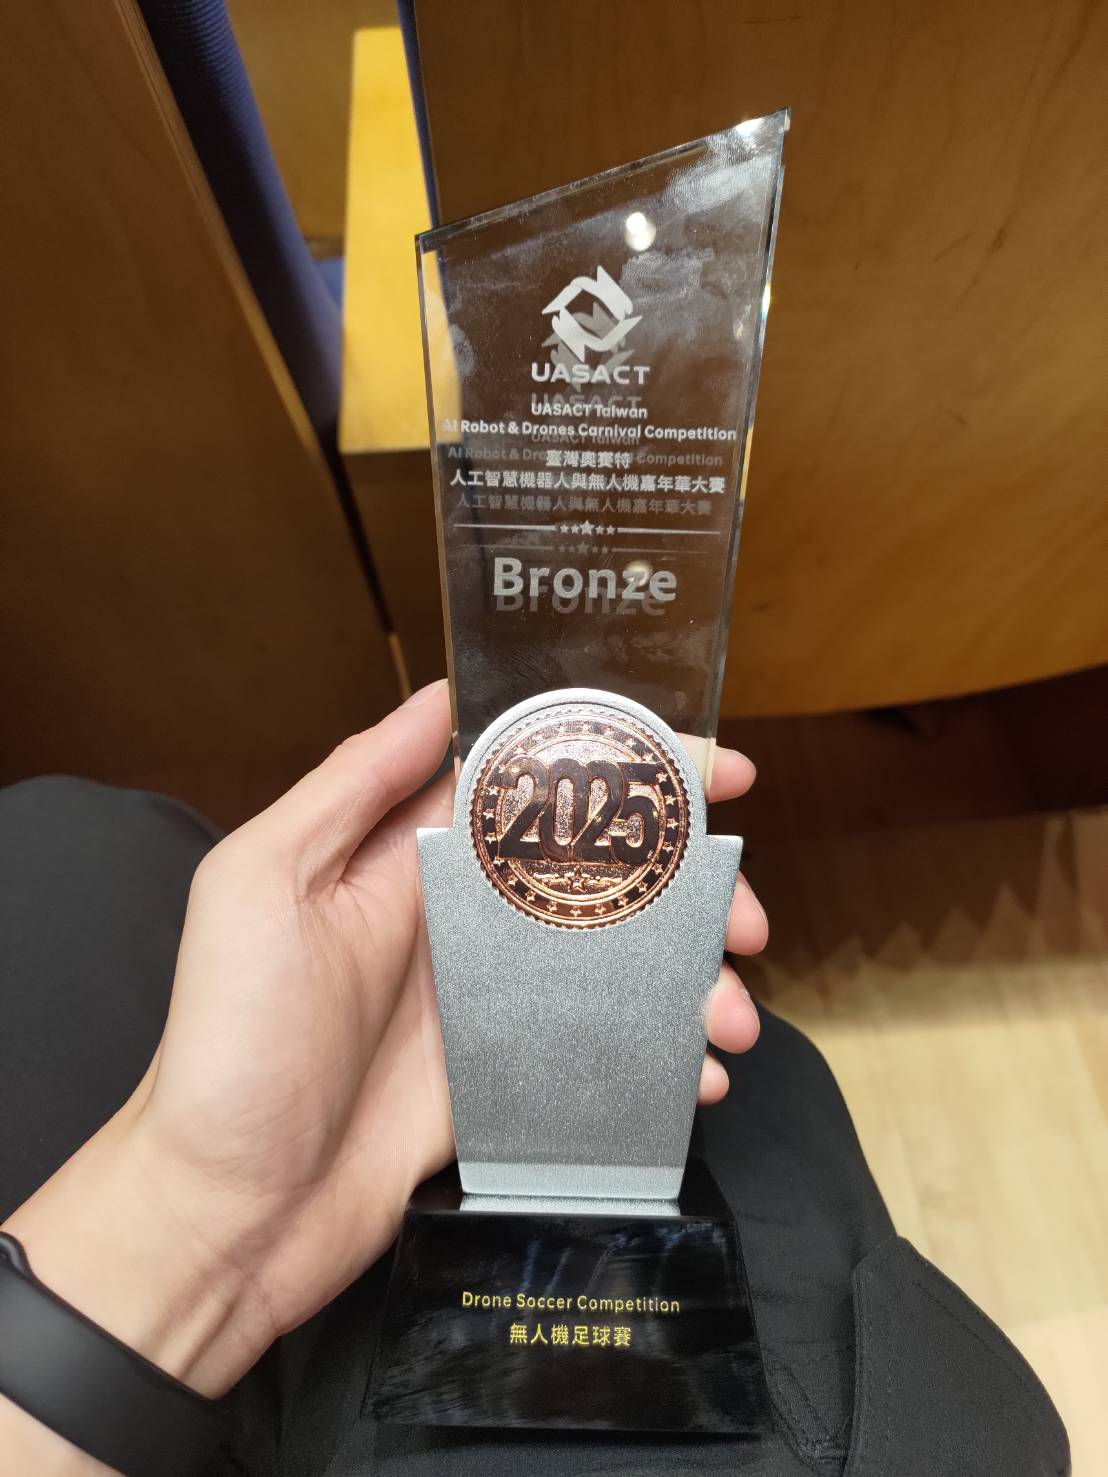 UASACT
UASACT Taiwan
AI Robot & Drones Carnival Competition
臺灣奧賽特
人工智慧機器人與無人機嘉年華大賽
Bronze
2025
Drone Soccer Competition
無人機足球賽